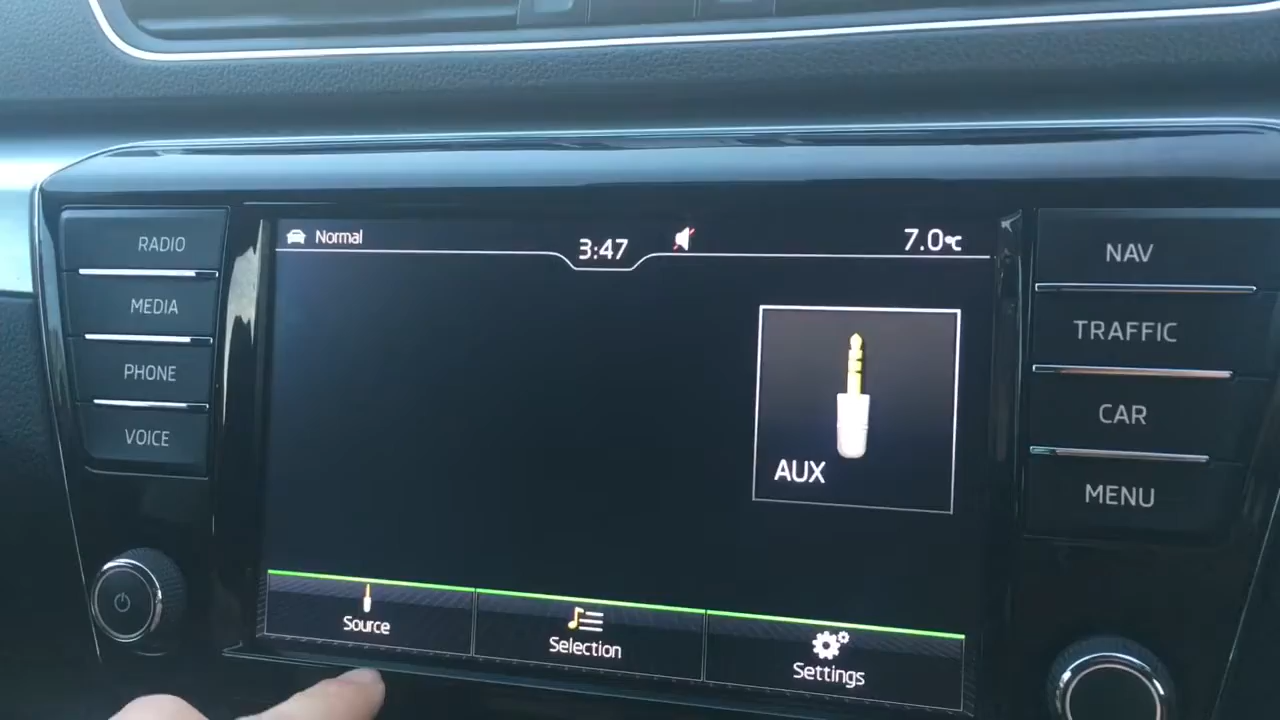 RADIO
MEDIA
PHONE
VOICE
Normal
3:47
7.0°C
AUX
Source
Selection
Settings
NAV
TRAFFIC
CAR
MENU